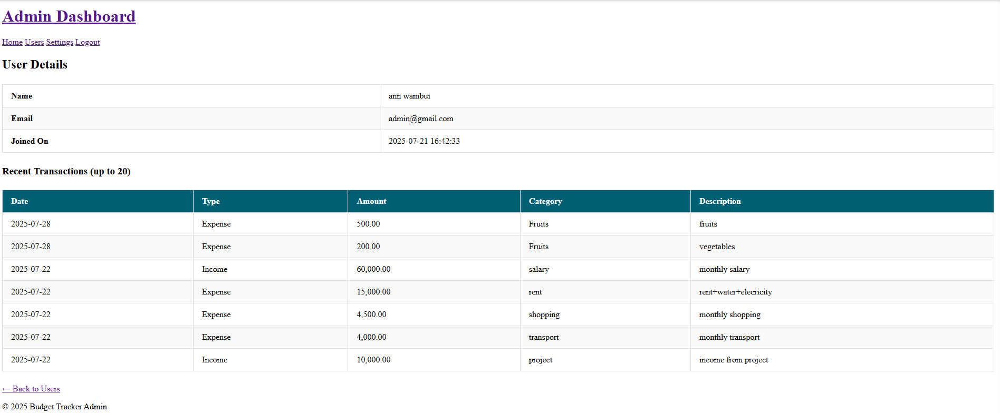 Admin Dashboard
Home Users Settings Logout
User Details
Name ann wambui
Email admin@gmail.com
Joined On 2025-07-21 16:42:33
Recent Transactions (up to 20)
Date Type Amount Category Description
2025-07-28 Expense 500.00 Fruits fruits
2025-07-28 Expense 200.00 Fruits vegetables
2025-07-22 Income 60,000.00 salary monthly salary
2025-07-22 Expense 15,000.00 rent rent+water+elecricity
2025-07-22 Expense 4,500.00 shopping monthly shopping
2025-07-22 Expense 4,000.00 transport monthly transport
2025-07-22 Income 10,000.00 project income from project
← Back to Users
© 2025 Budget Tracker Admin